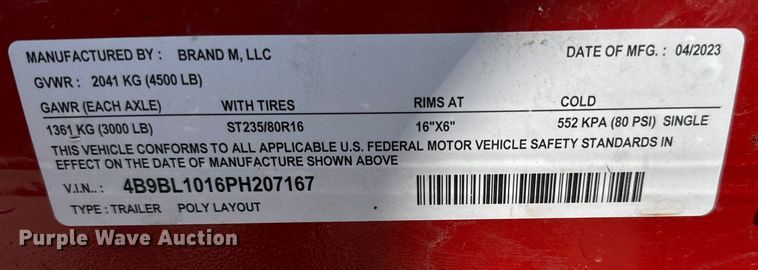 MANUFACTURED BY : BRAND M, LLC DATE OF MFG. : 04/2023
GVWR : 2041 KG (4500 LB)
GAWR (EACH AXLE) WITH TIRES RIMS AT COLD
1361 KG (3000 LB) ST235/80R16 16"X6" 552 KPA (80 PSI) SINGLE
THIS VEHICLE CONFORMS TO ALL APPLICABLE U.S. FEDERAL MOTOR VEHICLE SAFETY STANDARDS IN
EFFECT ON THE DATE OF MANUFACTURE SHOWN ABOVE
V.I.N.. : 4B9BL1016PH207167
TYPE : TRAILER POLY LAYOUT
Purple Wave Auction